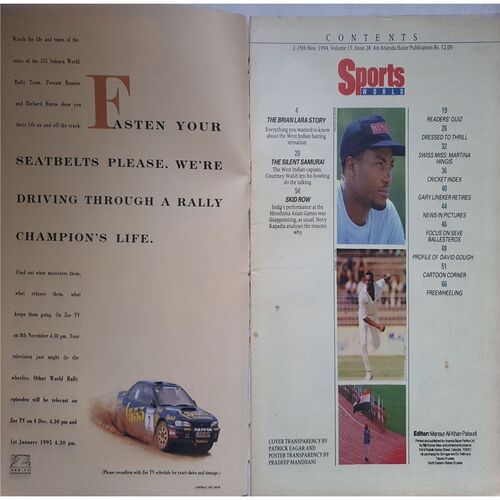 Watch the life and times of the
stars of the 555 Subaru World
Rally Team. Possum Bourne
and Richard Burns show you
their life on and off the track.
FASTEN YOUR
SEATBELTS PLEASE. WE'RE
DRIVING THROUGH A RALLY
CHAMPION'S LIFE.
Find out what motivates them,
what relaxes them, what
keeps them going. On Zee TV
on 8th November 4.30 pm. Your
television just might do the
wheelies. Other World Rally
episodes will be telecast on
Zee TV on 4 Dec. 4.30 pm and
1st January 1995 4.30 pm.
555
(Please reconfirm with Zee TV schedule for exact dates and timings.)
CONTENTS
2-15th Nov. 1994, Volume 15, Issue 28. An Ananda Bazar Publication Rs. 12.00
Sports
WORLD
4
THE BRIAN LARA STORY
Everything you wanted to know
about the West Indian batting
sensation
20
THE SILENT SAMURAI
The West Indian captain,
Courtney Walsh lets his bowling
do the talking
54
SKID ROW
India's performance at the
Hiroshima Asian Games was
disappointing, as usual. Novy
Kapadia analyses the reasons
why
19
READERS' QUIZ
26
DRESSED TO THRILL
32
SWISS MISS: MARTINA
HINGIS
36
CRICKET INDEX
40
GARY LINEKER RETIRES
44
NEWS IN PICTURES
46
FOCUS ON SEVE
BALLESTEROS
48
PROFILE OF DAVID GOUGH
51
CARTOON CORNER
66
FREEWHEELING
COVER TRANSPARENCY BY
PATRICK EAGAR AND
POSTER TRANSPARENCY BY
PRADEEP MANDHANI
Editor: Mansur Ali Khan Pataudi